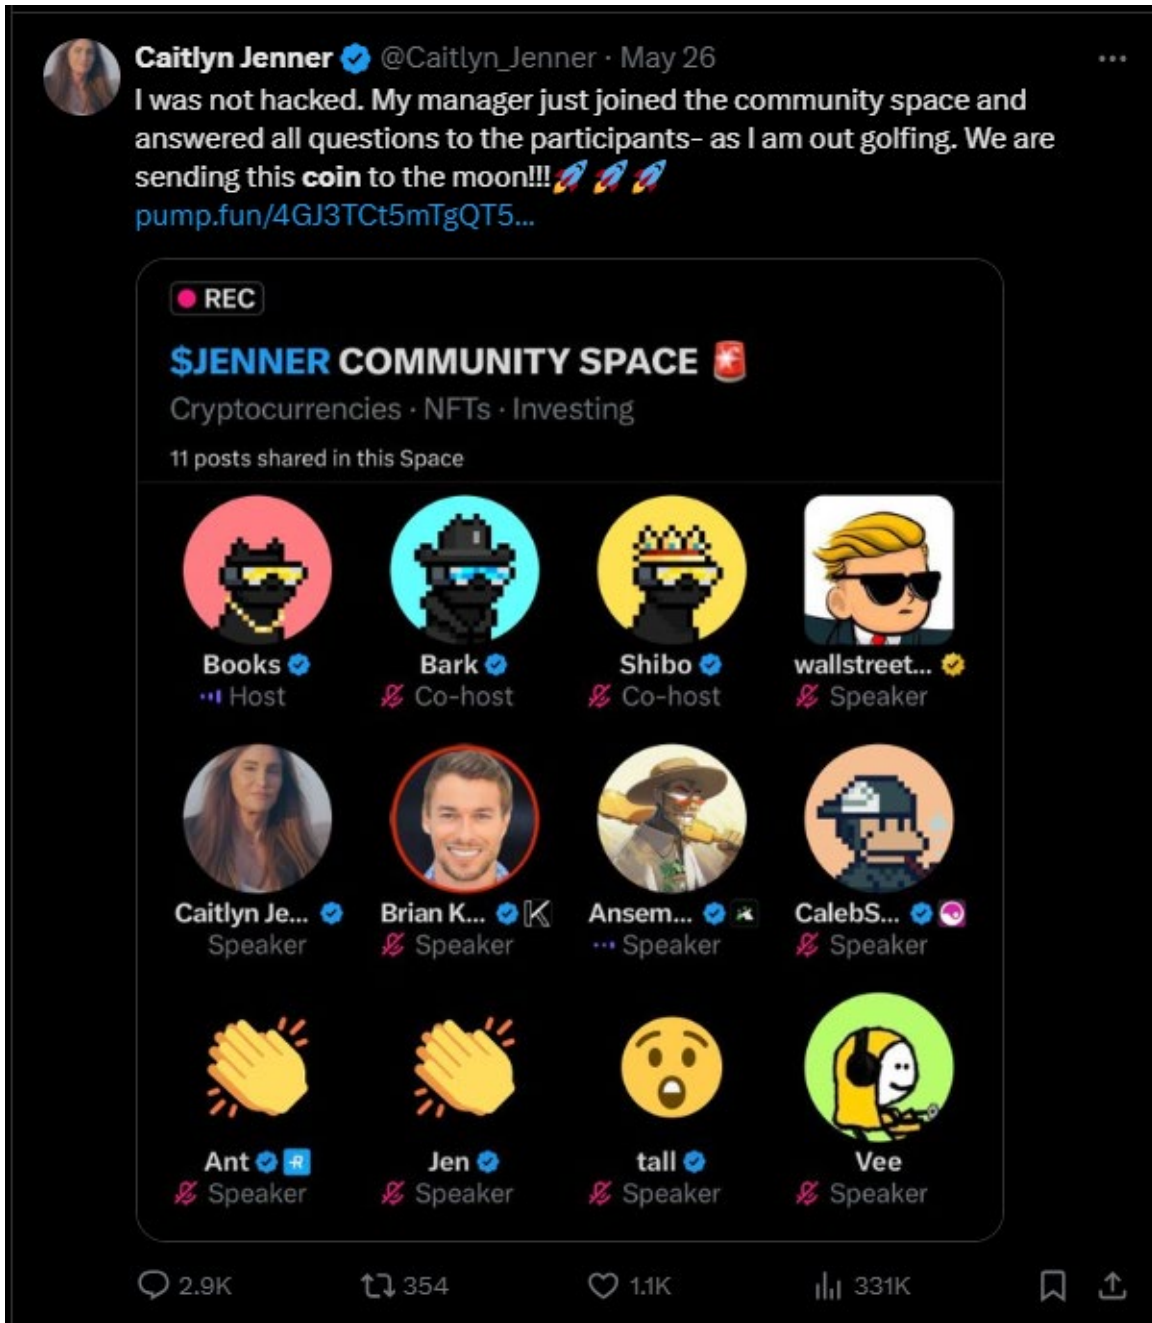 Caitlyn Jenner @Caitlyn_Jenner · May 26
I was not hacked. My manager just joined the community space and
answered all questions to the participants- as I am out golfing. We are
sending this coin to the moon!!!🚀🚀🚀
pump.fun/4GJ3TCt5mTgQT5...
REC
$JENNER COMMUNITY SPACE 🚨
Cryptocurrencies · NFTs · Investing
11 posts shared in this Space
Books Bark Shibo wallstreet...
Host Co-host Co-host Speaker
Caitlyn Je... Brian K... Ansem... CalebS...
Speaker Speaker Speaker Speaker
Ant Jen tall Vee
Speaker Speaker Speaker Speaker
2.9K 354 1.1K 331K